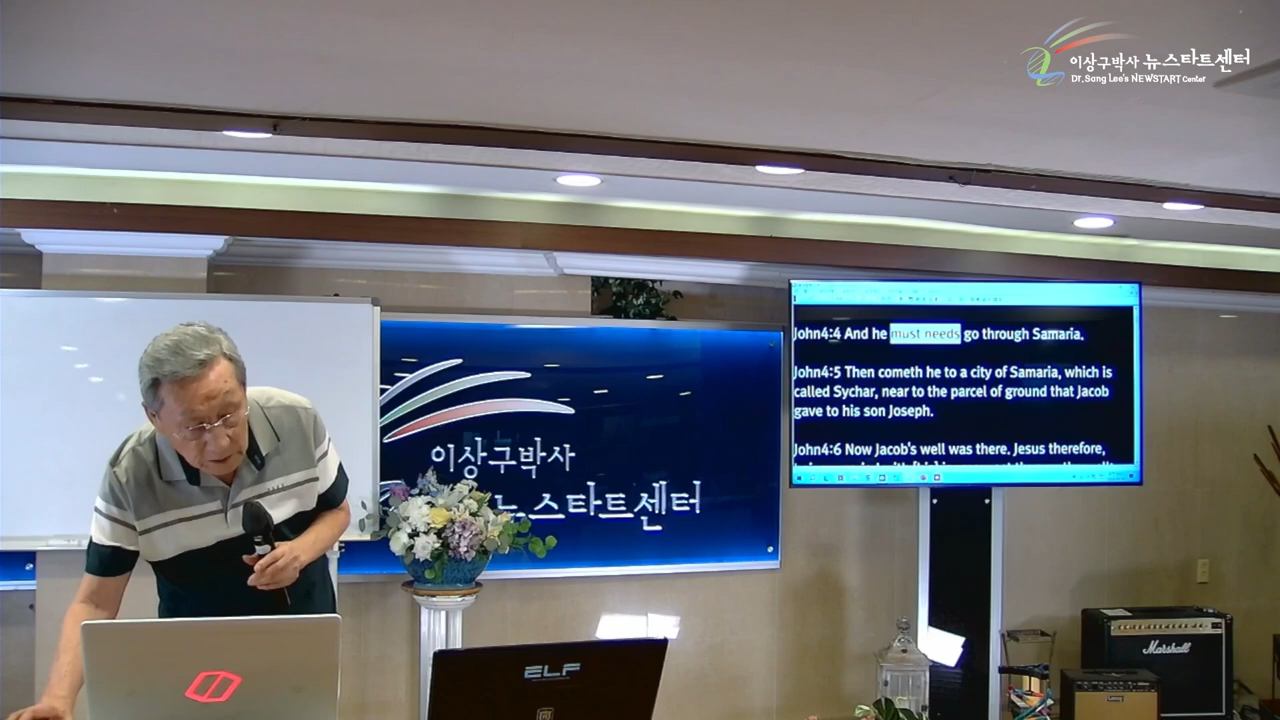 이상구박사 뉴스타트센터
Dr. Sang Lee's NEWSTART Center
John4:4 And he must needs go through Samaria.
John4:5 Then cometh he to a city of Samaria, which is
called Sychar, near to the parcel of ground that Jacob
gave to his son Joseph.
John4:6 Now Jacob's well was there. Jesus therefore,
이상구박사
뉴스타트센터
ELF
Marshall
Laney